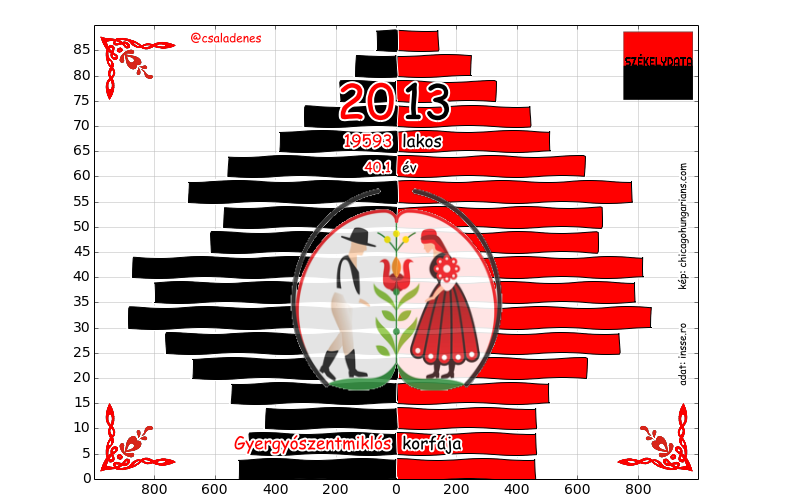 @csaladenes
SZÉKELYDATA
2013
19593 lakos
40.1 év
kép: chicagohungarians.com
adat: insse.ro
Gyergyószentmiklós korfája
85
80
75
70
65
60
55
50
45
40
35
30
25
20
15
10
5
0
800 600 400 200 0 200 400 600 800